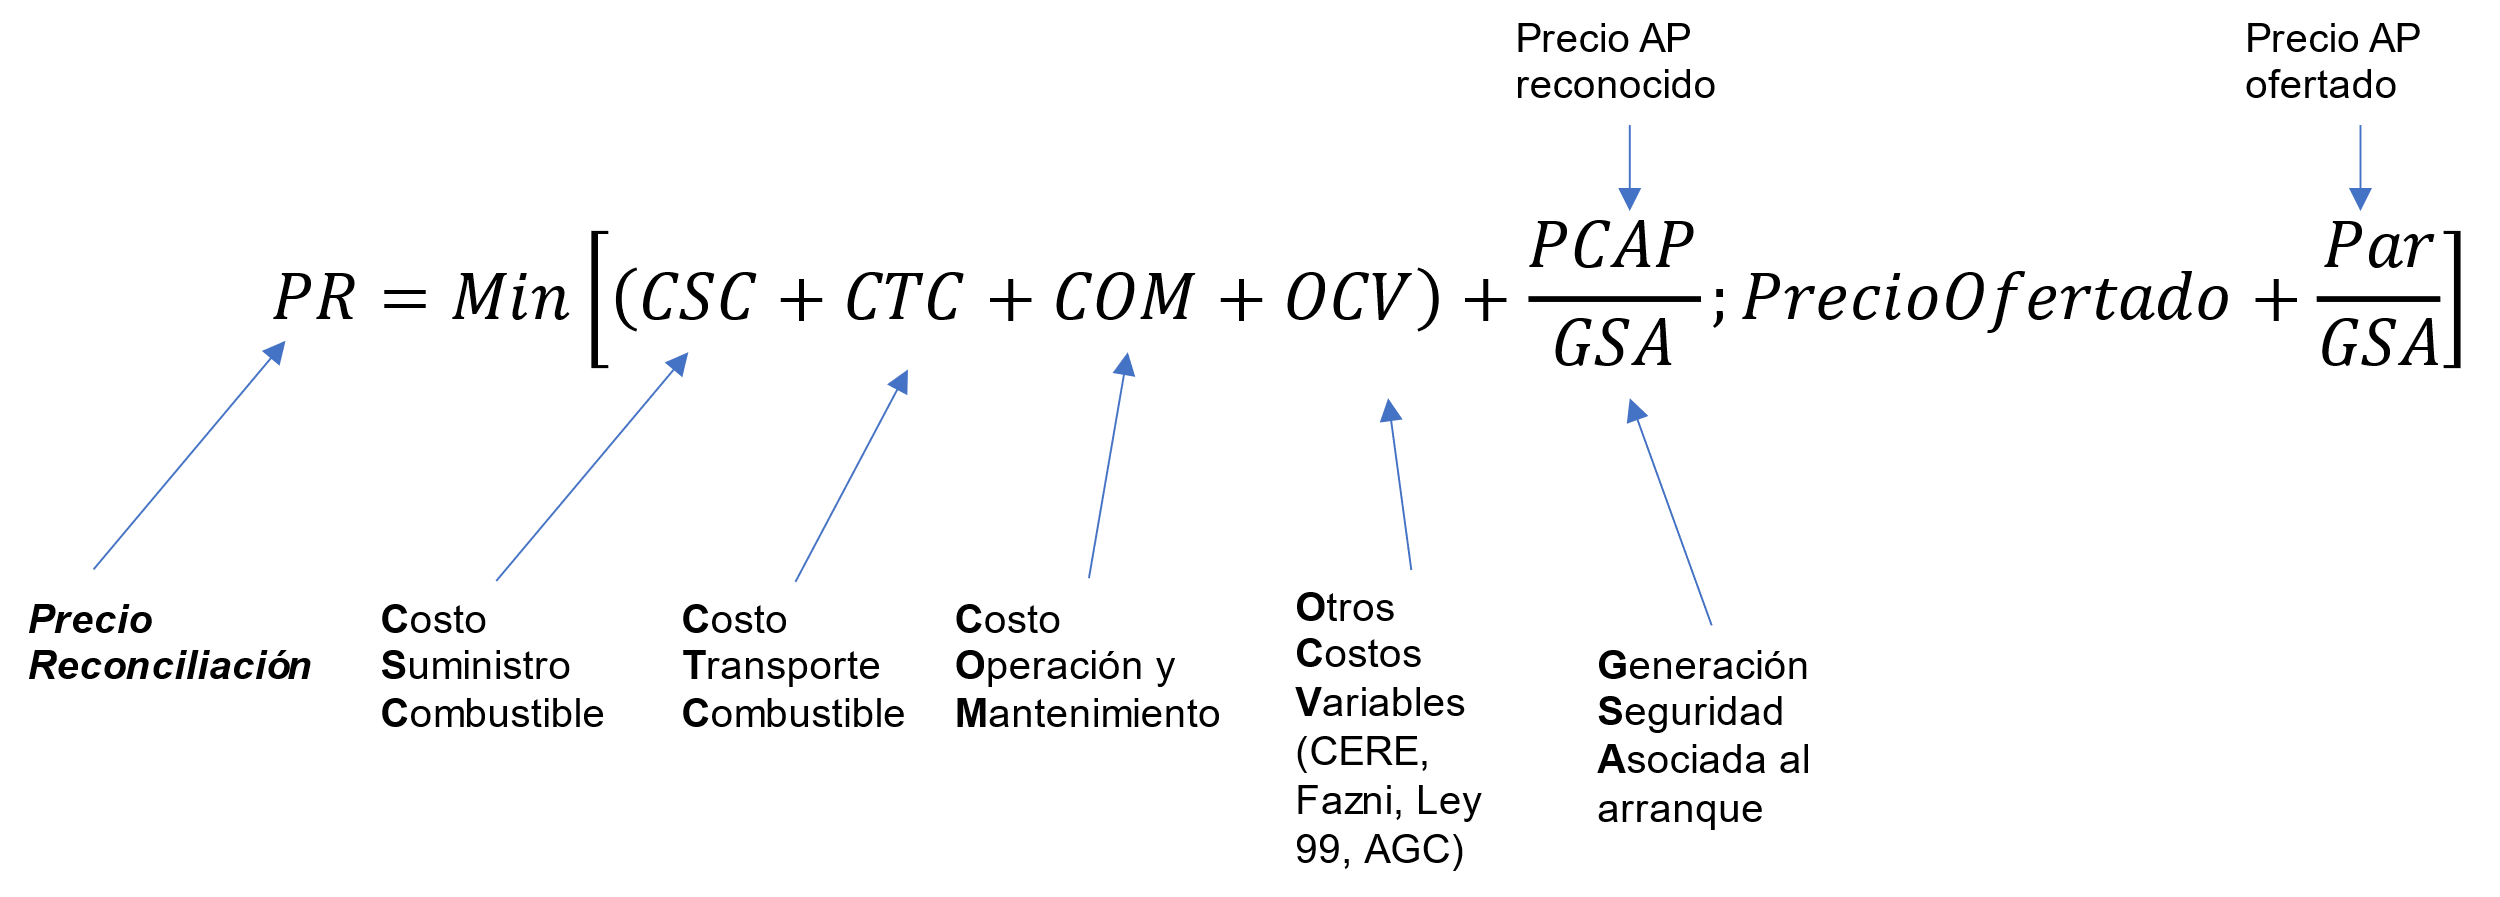 Precio AP
reconocido
Precio AP
ofertado
PR = Min [(CSC + CTC + COM + OCV) + PCAP/GSA ; PrecioOfertado + Par/GSA]
Precio
Reconciliación
Costo
Suministro
Combustible
Costo
Transporte
Combustible
Costo
Operación y
Mantenimiento
Otros
Costos
Variables
(CERE,
Fazni, Ley
99, AGC)
Generación
Seguridad
Asociada al
arranque